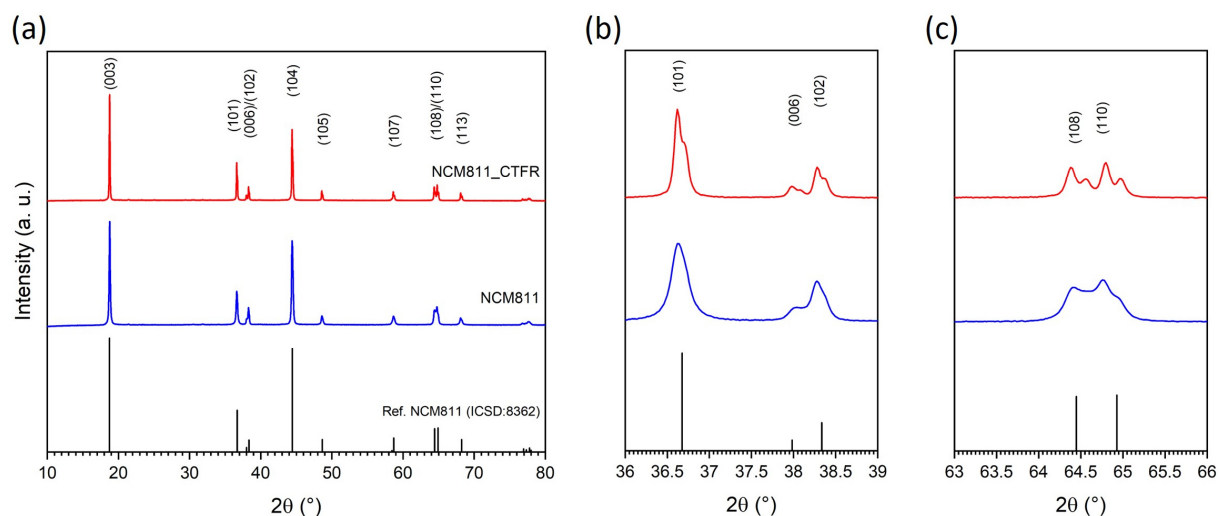 (a)
(003)
(101)
(006)/(102)
(104)
(105)
(107)
(108)/(110)
(113)
NCM811_CTFR
NCM811
Ref. NCM811 (ICSD:8362)
Intensity (a. u.)
10 20 30 40 50 60 70 80
2θ (°)
(b)
(101)
(006)
(102)
36 36.5 37 37.5 38 38.5 39
2θ (°)
(c)
(108)
(110)
63 63.5 64 64.5 65 65.5 66
2θ (°)